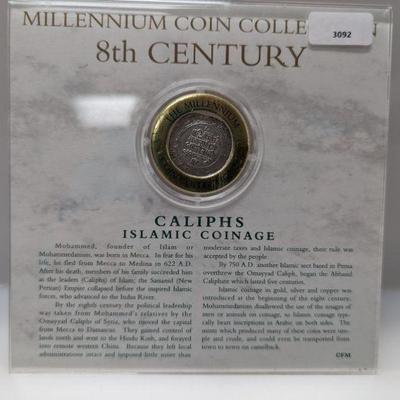 MILLENNIUM COIN COLLE N
3092
8th CENTURY
THE MILLENNIUM
CALIPHS
ISLAMIC COINAGE
Mohammed, founder of Islam or
Mohammedanism, was born in Mecca. In fear for his
life, he fled from Mecca to Medina in 622 A.D.
After his death, members of his family succeeded him
as the leaders (Caliphs) of Islam; the Sassanid (New
Persian) Empire collapsed before the inspired Islamic
forces, who advanced to the Indus River.
By the eighth century the political leadership
was taken from Mohammed's relatives by the
Omayyad Caliphs of Syria, who moved the capital
from Mecca to Damascus. They gained control of
lands north and west to the Hindu Kush, and forayed
into remote western China. Because they left local
administrations intact and imposed little more than
moderate taxes and Islamic coinage, their rule was
accepted by the people.
By 750 A.D. another Islamic sect based in Persia
overthrew the Omayyad Caliph, began the Abbasid
Caliphate which lasted five centuries.
Islamic coinage in gold, silver and copper was
introduced at the beginning of the eighth century.
Mohammedanism disallowed the use of the images of
men or animals on coinage, so Islamic coinage typi-
cally bears inscriptions in Arabic on both sides. The
mints which produced many of these coins were sim-
ple and crude, and could even be transported from
town to town on camelback.
©FM